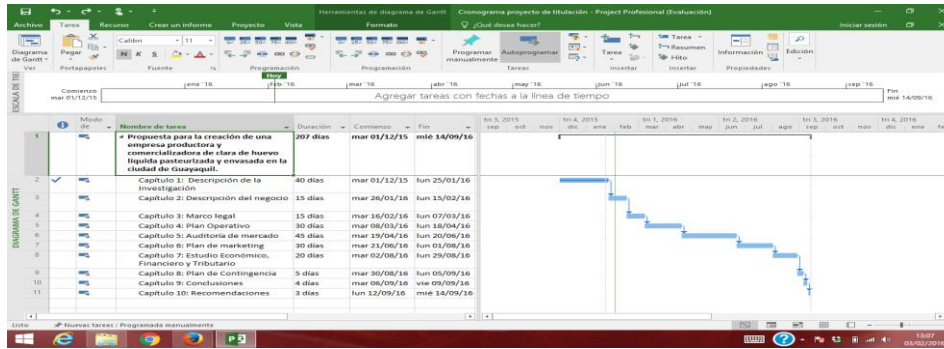 Herramientas de diagrama de Gantt
Cronograma proyecto de titulación - Project Profesional (Evaluación)
Archivo Tarea Recurso Crear un informe Proyecto Vista Formato ¿Qué desea hacer? Iniciar sesión
Diagrama de Gantt
Pegar
Calibri 11
N K S
Programar manualmente
Autoprogramar
Tarea
Tarea
Resumen
Hito
Información
Edición
Ver Portapapeles Fuente Programación Programación Tareas Insertar Insertar Propiedades
Hoy
ene '16 feb '16 mar '16 abr '16 may '16 jun '16 jul '16 ago '16 sep '16
Comienzo
mar 01/12/15
Agregar tareas con fechas a la línea de tiempo
Fin
mié 14/09/16
Modo de
Nombre de tarea Duración Comienzo Fin
tri 3, 2015 tri 4, 2015 tri 1, 2016 tri 2, 2016 tri 3, 2016 tri 4, 2016
sep oct nov dic ene feb mar abr may jun jul ago sep oct nov dic ene
1 Propuesta para la creación de una 207 días mar 01/12/15 mié 14/09/16
empresa productora y
comercializadora de clara de huevo
líquida pasteurizada y envasada en la
ciudad de Guayaquil.
2 Capítulo 1: Descripción de la 40 días mar 01/12/15 lun 25/01/16
Investigación
3 Capítulo 2: Descripción del negocio 15 días mar 26/01/16 lun 15/02/16
4 Capítulo 3: Marco legal 15 días mar 16/02/16 lun 07/03/16
5 Capítulo 4: Plan Operativo 30 días mar 08/03/16 lun 18/04/16
6 Capítulo 5: Auditoría de mercado 45 días mar 19/04/16 lun 20/06/16
7 Capítulo 6: Plan de marketing 30 días mar 21/06/16 lun 01/08/16
8 Capítulo 7: Estudio Económico, 20 días mar 02/08/16 lun 29/08/16
Financiero y Tributario
9 Capítulo 8: Plan de Contingencia 5 días mar 30/08/16 lun 05/09/16
10 Capítulo 9: Conclusiones 4 días mar 06/09/16 vie 09/09/16
11 Capítulo 10: Recomendaciones 3 días lun 12/09/16 mié 14/09/16
DIAGRAMA DE GANTT
Listo Nuevas tareas : Programada manualmente
13:07
03/02/2016